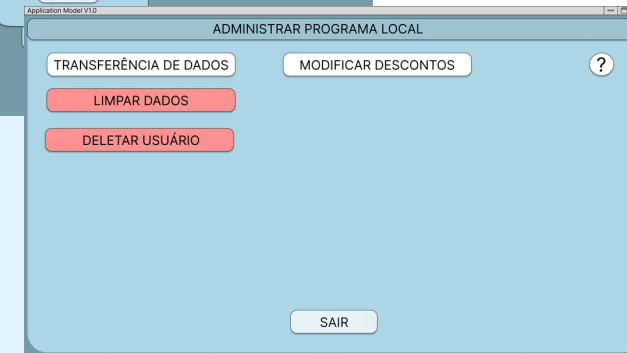 Application Model V1.0
ADMINISTRAR PROGRAMA LOCAL
TRANSFERÊNCIA DE DADOS
MODIFICAR DESCONTOS
?
LIMPAR DADOS
DELETAR USUÁRIO
SAIR